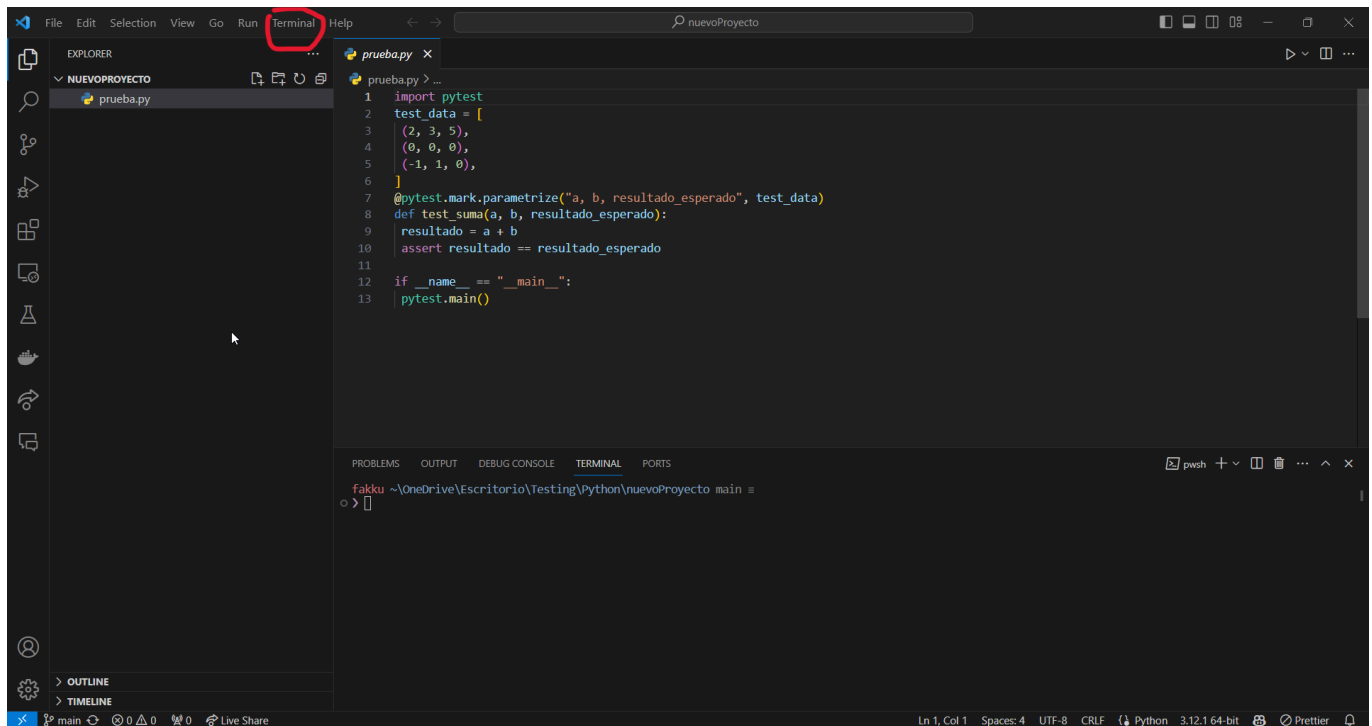 File Edit Selection View Go Run Terminal Help
nuevoProyecto
EXPLORER
NUEVOPROYECTO
prueba.py
prueba.py
prueba.py > ...
1 import pytest
2 test_data = [
3 (2, 3, 5),
4 (0, 0, 0),
5 (-1, 1, 0),
6 ]
7 @pytest.mark.parametrize("a, b, resultado_esperado", test_data)
8 def test_suma(a, b, resultado_esperado):
9 resultado = a + b
10 assert resultado == resultado_esperado
11
12 if __name__ == "__main__":
13 pytest.main()
PROBLEMS OUTPUT DEBUG CONSOLE TERMINAL PORTS
pwsh
fakku ~\OneDrive\Escritorio\Testing\Python\nuevoProyecto main ≡
❯
OUTLINE
TIMELINE
main 0 0 0 Live Share
Ln 1, Col 1 Spaces: 4 UTF-8 CRLF Python 3.12.1 64-bit Prettier